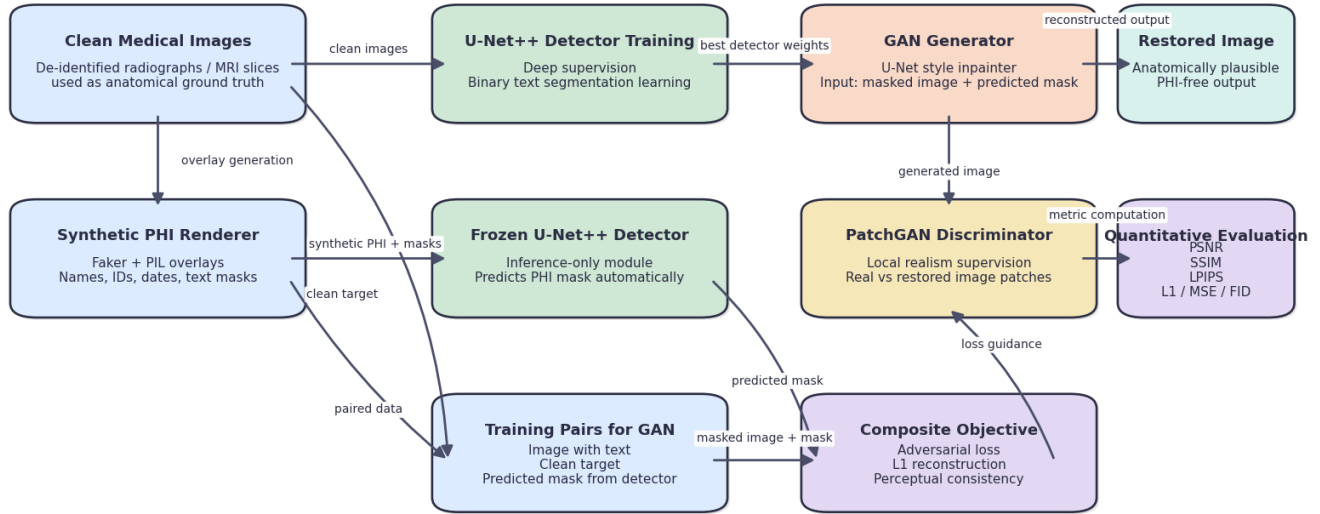 Clean Medical Images
De-identified radiographs / MRI slices
used as anatomical ground truth
clean images
U-Net++ Detector Training
Deep supervision
Binary text segmentation learning
best detector weights
GAN Generator
U-Net style inpainter
Input: masked image + predicted mask
reconstructed output
Restored Image
Anatomically plausible
PHI-free output
overlay generation
generated image
Synthetic PHI Renderer
Faker + PIL overlays
Names, IDs, dates, text masks
synthetic PHI + masks
Frozen U-Net++ Detector
Inference-only module
Predicts PHI mask automatically
PatchGAN Discriminator
Local realism supervision
Real vs restored image patches
metric computation
Quantitative Evaluation
PSNR
SSIM
LPIPS
L1 / MSE / FID
clean target
loss guidance
predicted mask
paired data
Training Pairs for GAN
Image with text
Clean target
Predicted mask from detector
masked image + mask
Composite Objective
Adversarial loss
L1 reconstruction
Perceptual consistency